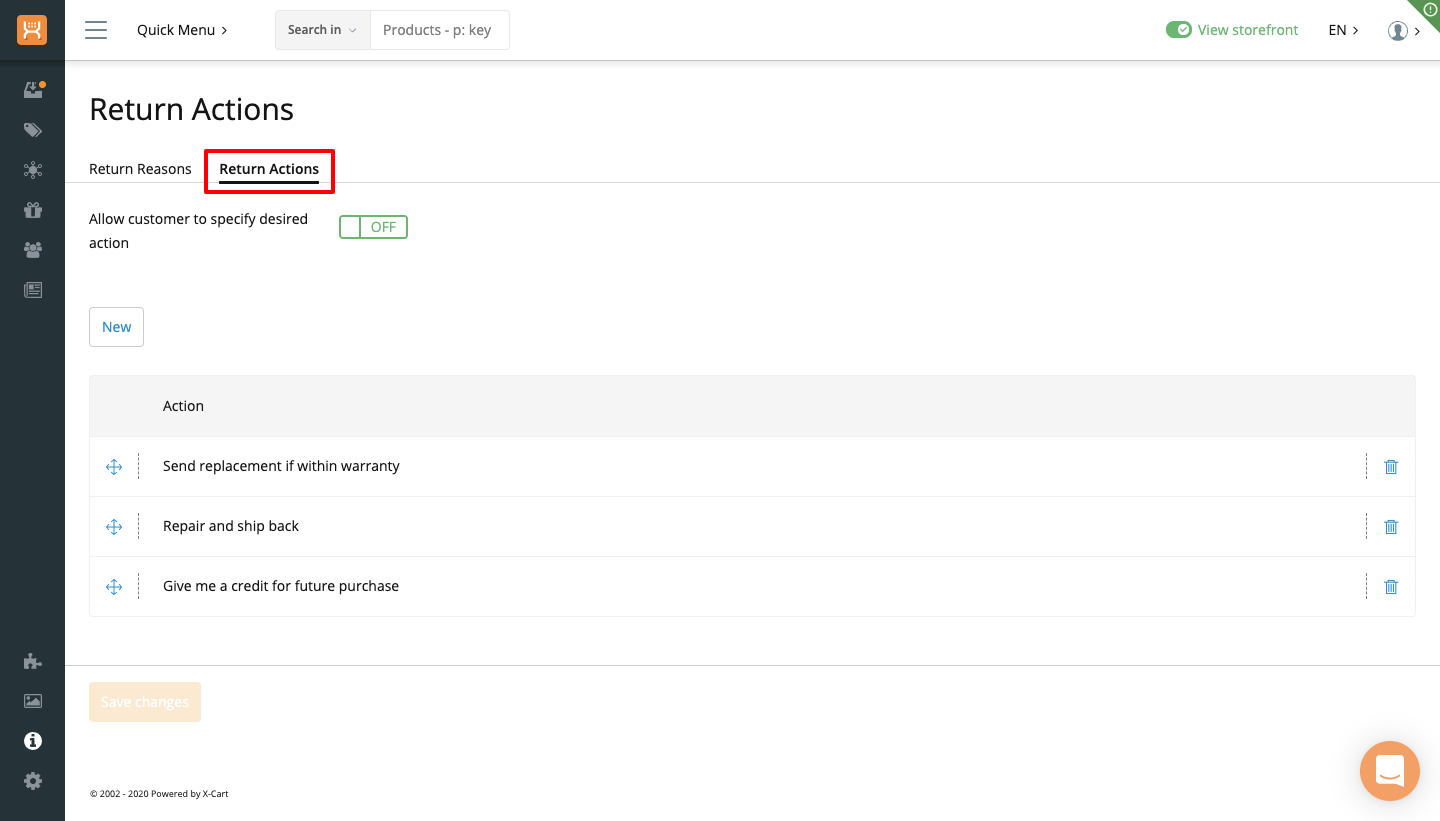 Quick Menu
Search in
Products - p: key
View storefront
EN
Return Actions
Return Reasons
Return Actions
Allow customer to specify desired
action
OFF
New
Action
Send replacement if within warranty
Repair and ship back
Give me a credit for future purchase
Save changes
© 2002 - 2020 Powered by X-Cart